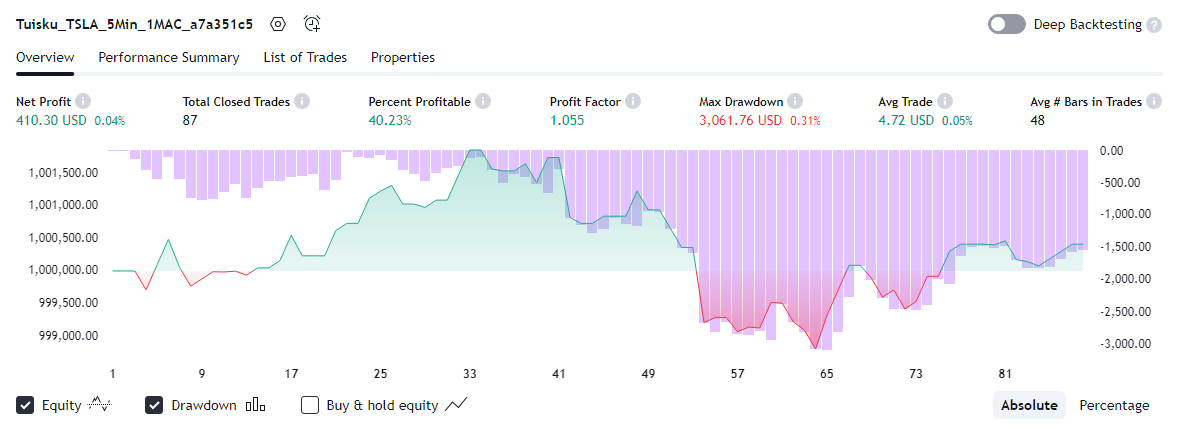 Tuisku_TSLA_5Min_1MAC_a7a351c5 Deep Backtesting ?
Overview Performance Summary List of Trades Properties
Net Profit i Total Closed Trades i Percent Profitable i Profit Factor i Max Drawdown i Avg Trade i Avg # Bars in Trades i
410.30 USD 0.04% 87 40.23% 1.055 3,061.76 USD 0.31% 4.72 USD 0.05% 48
0.00
1,001,500.00
-500.00
1,001,000.00
-1,000.00
1,000,500.00
-1,500.00
1,000,000.00
-2,000.00
999,500.00
-2,500.00
999,000.00
-3,000.00
1 9 17 25 33 41 49 57 65 73 81
Equity Drawdown Buy & hold equity Absolute Percentage